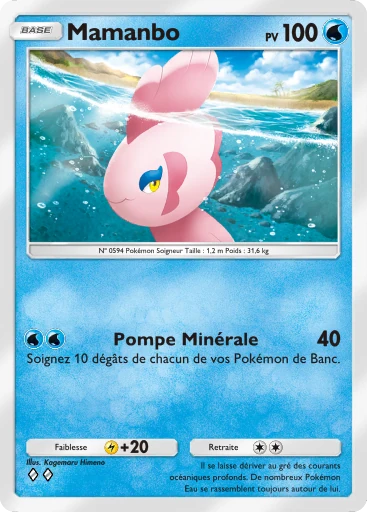 BASE Mamanbo PV 100
N° 0594 Pokémon Soigneur Taille : 1,2 m Poids : 31,6 kg
Pompe Minérale 40
Soignez 10 dégâts de chacun de vos Pokémon de Banc.
Faiblesse +20 Retraite
Illus. Kagemaru Himeno
Il se laisse dériver au gré des courants
océaniques profonds. De nombreux Pokémon
Eau se rassemblent toujours autour de lui.